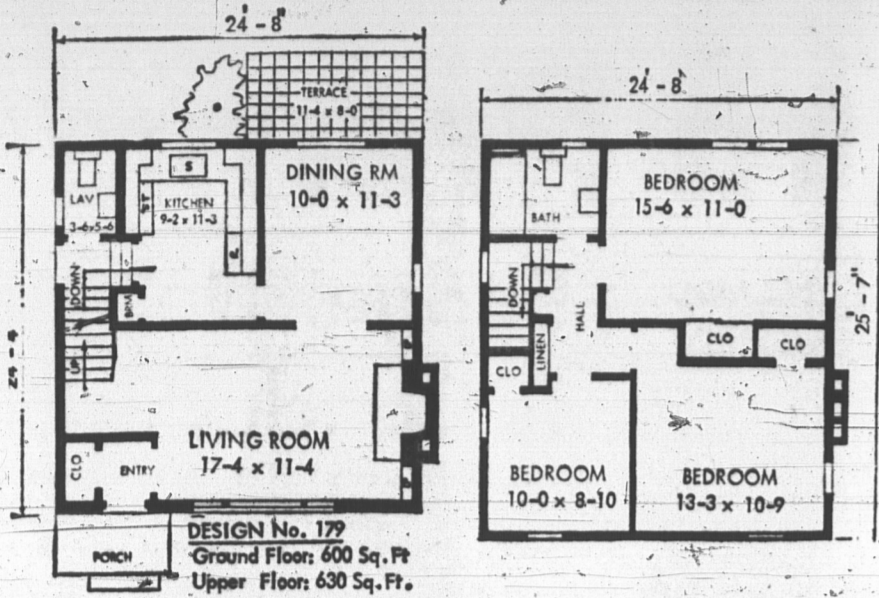 24'-8"
TERRACE
11-4 x 8-0
LAV
3-6x5-6
S
KITCHEN
9-2 x 11-3
R
DINING RM
10-0 x 11-3
DOWN
BRM
UP
24-4
LIVING ROOM
17-4 x 11-4
CLO
ENTRY
PORCH
DESIGN No. 179
Ground Floor: 600 Sq.Ft
Upper Floor: 630 Sq.Ft.
24'-8"
BATH
BEDROOM
15-6 x 11-0
DOWN
HALL
LINEN
CLO
CLO
CLO
25'-7"
BEDROOM
10-0 x 8-10
BEDROOM
13-3 x 10-9